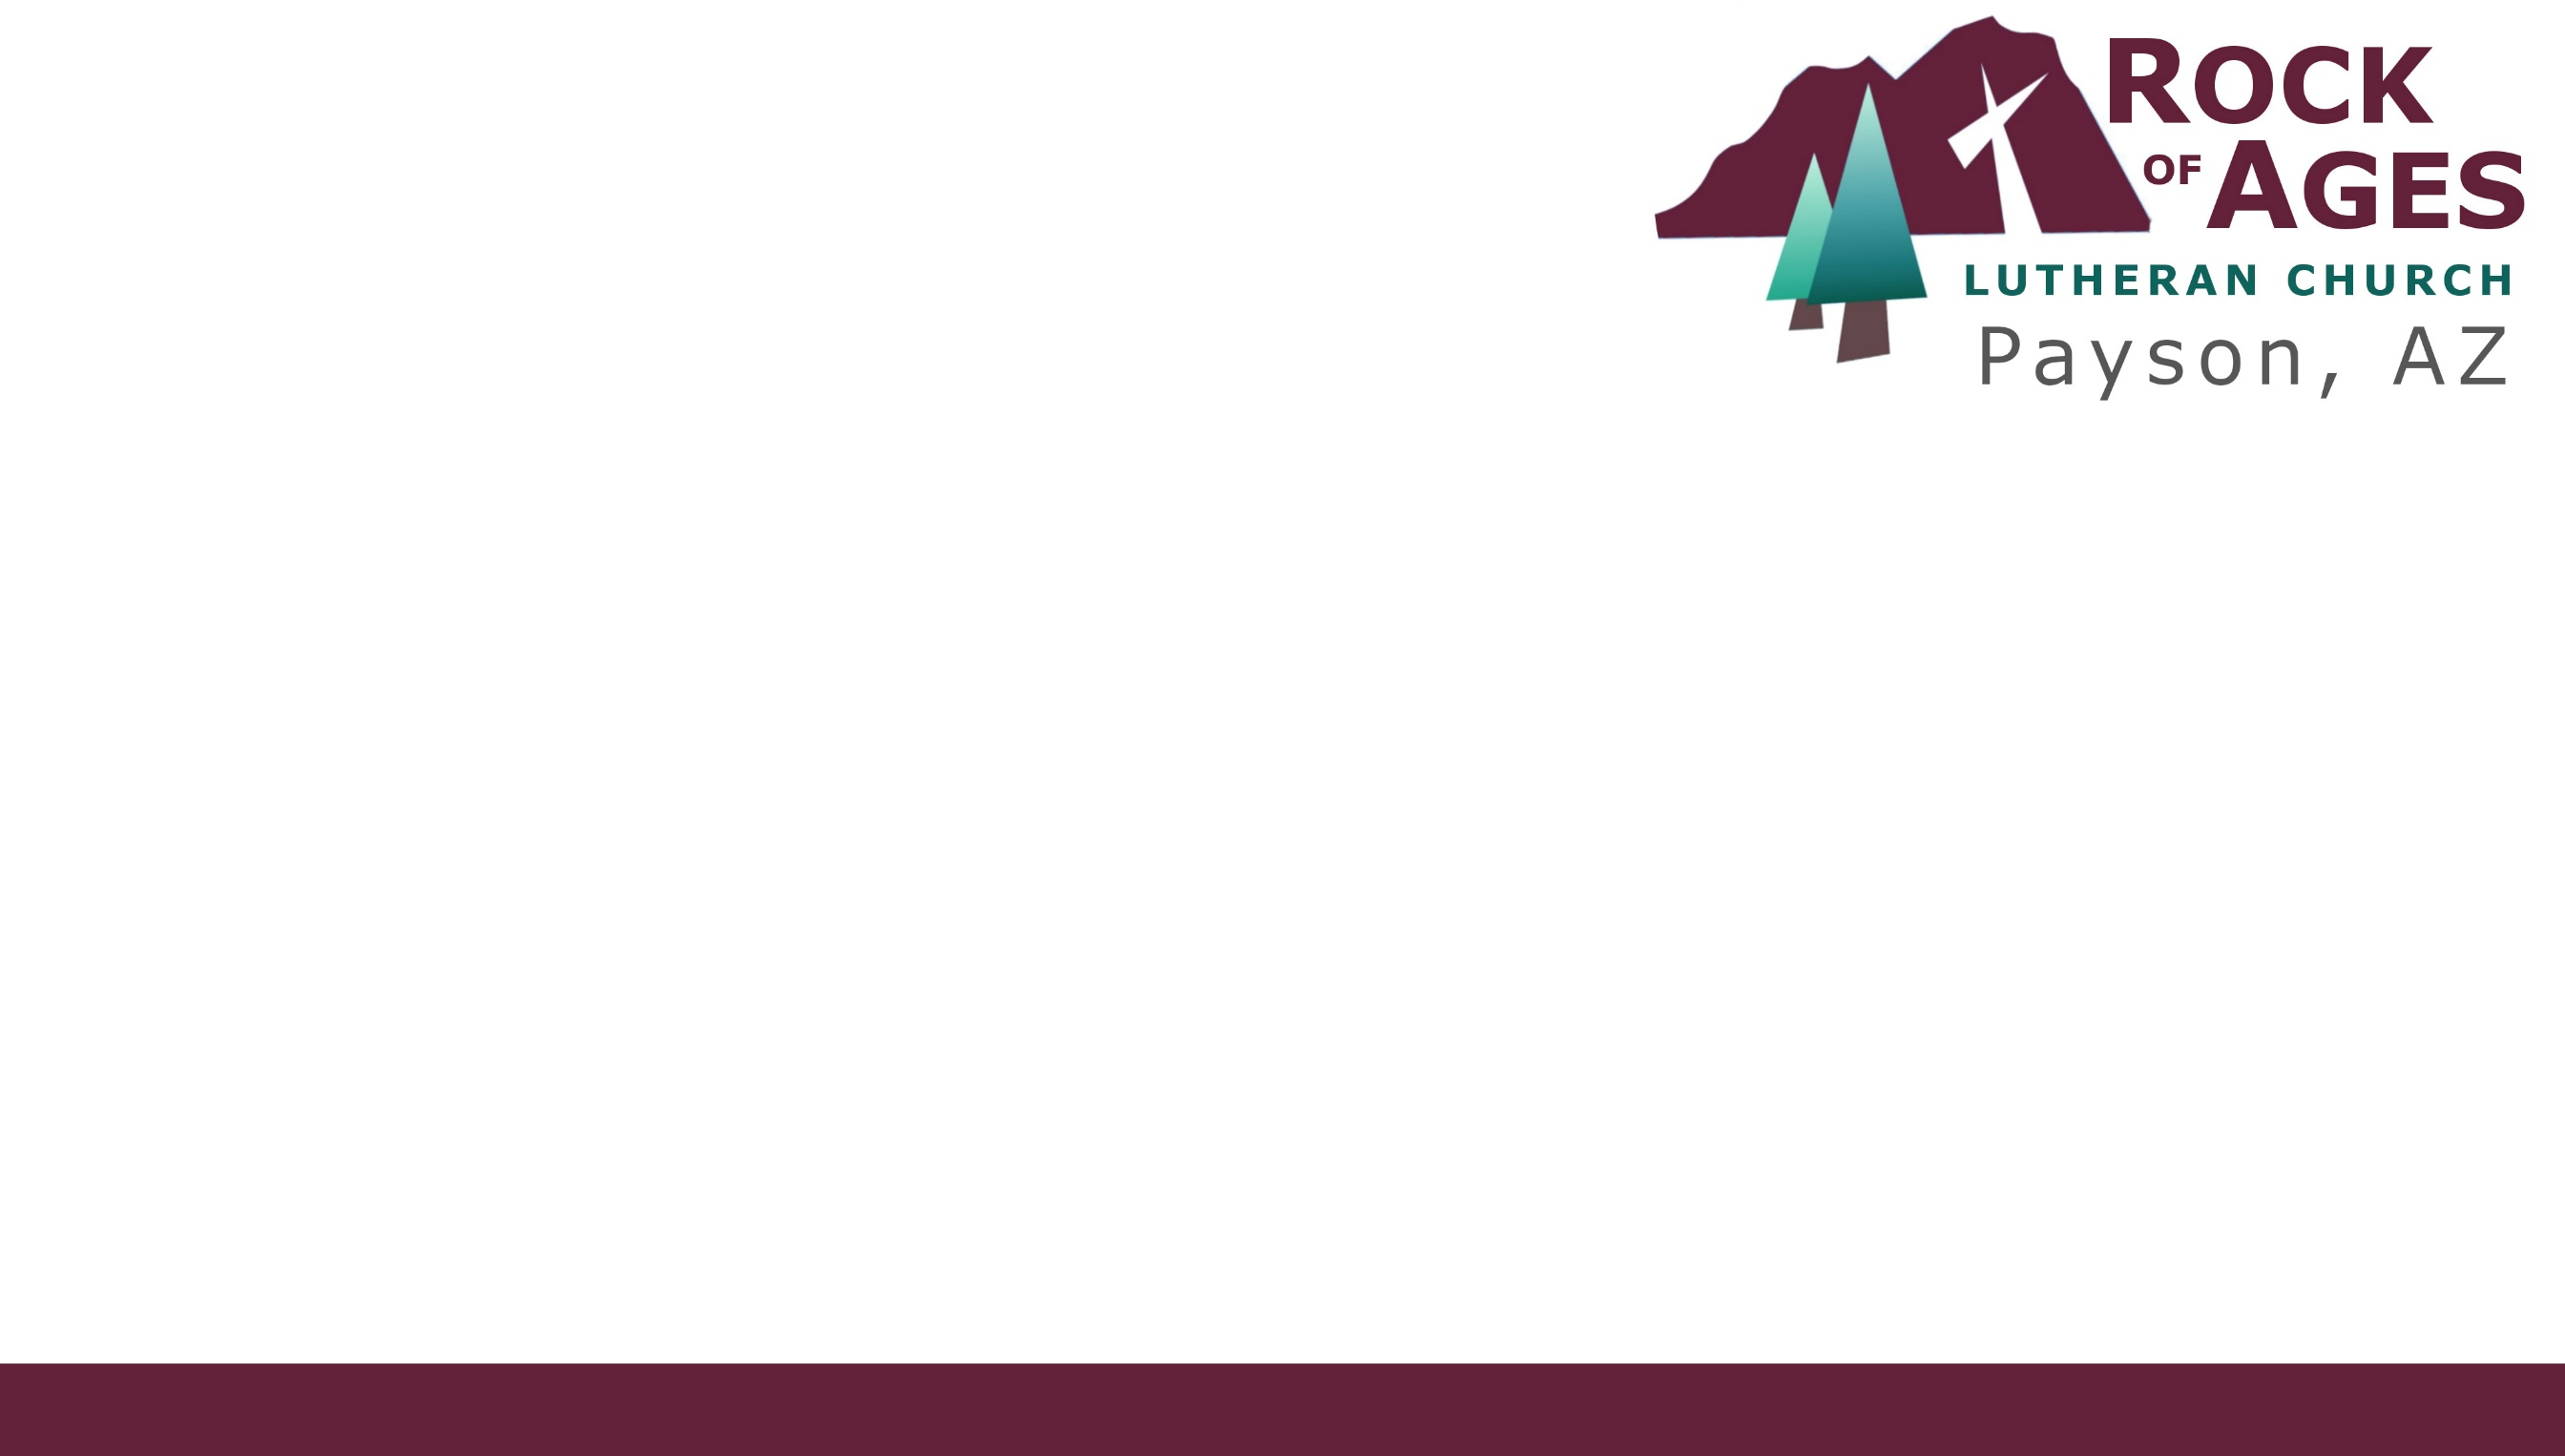 ROCK
OF AGES
LUTHERAN CHURCH
Payson, AZ